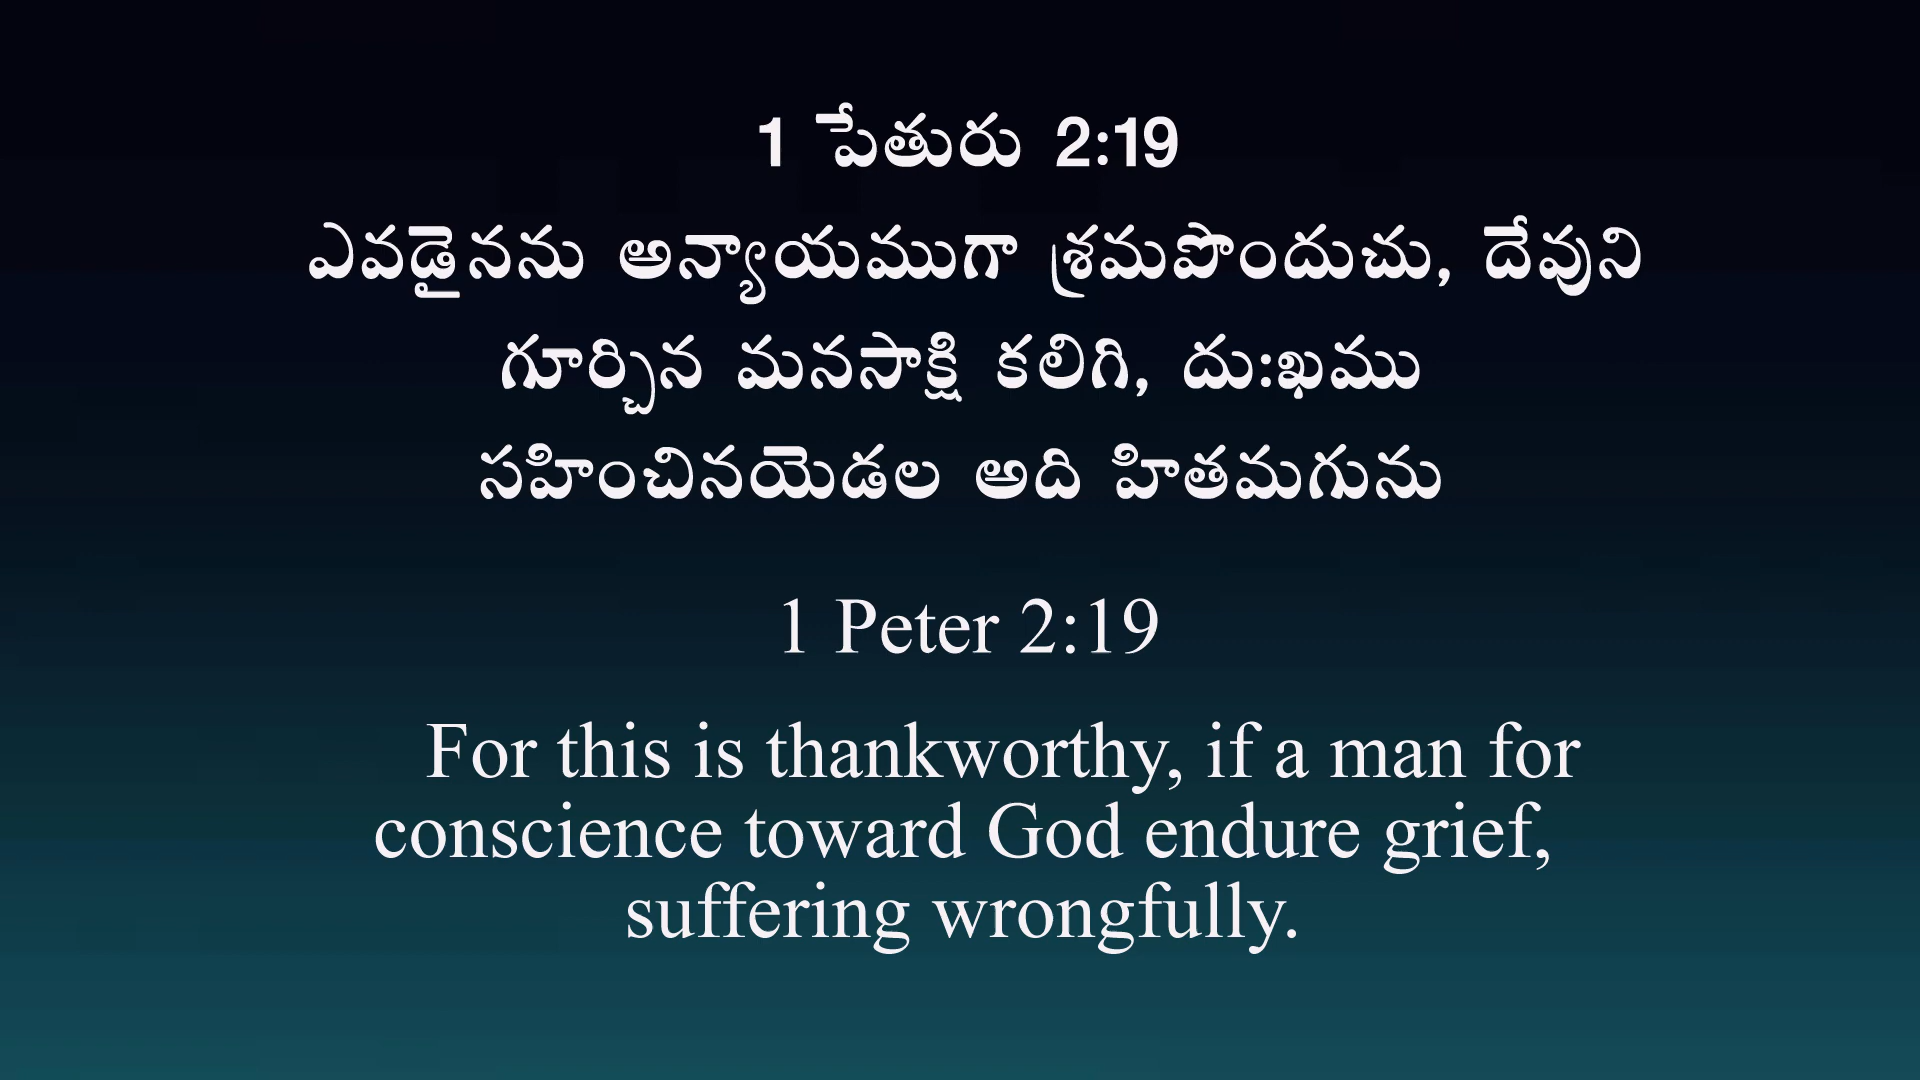 1 పేతురు 2:19
ఎవడైనను అన్యాయముగా శ్రమపొందుచు, దేవుని
గూర్చిన మనసాక్షి కలిగి, దుఃఖము
సహించినయెడల అది హితమగును
1 Peter 2:19
For this is thankworthy, if a man for
conscience toward God endure grief,
suffering wrongfully.